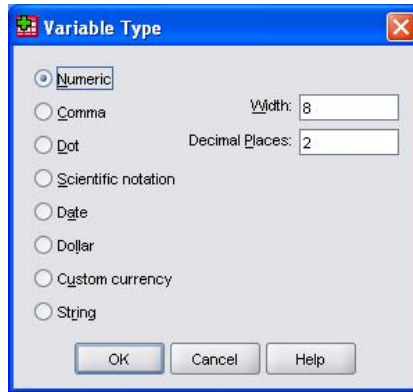 Variable Type
Numeric
Comma
Dot
Scientific notation
Date
Dollar
Custom currency
String
Width: 8
Decimal Places: 2
OK Cancel Help